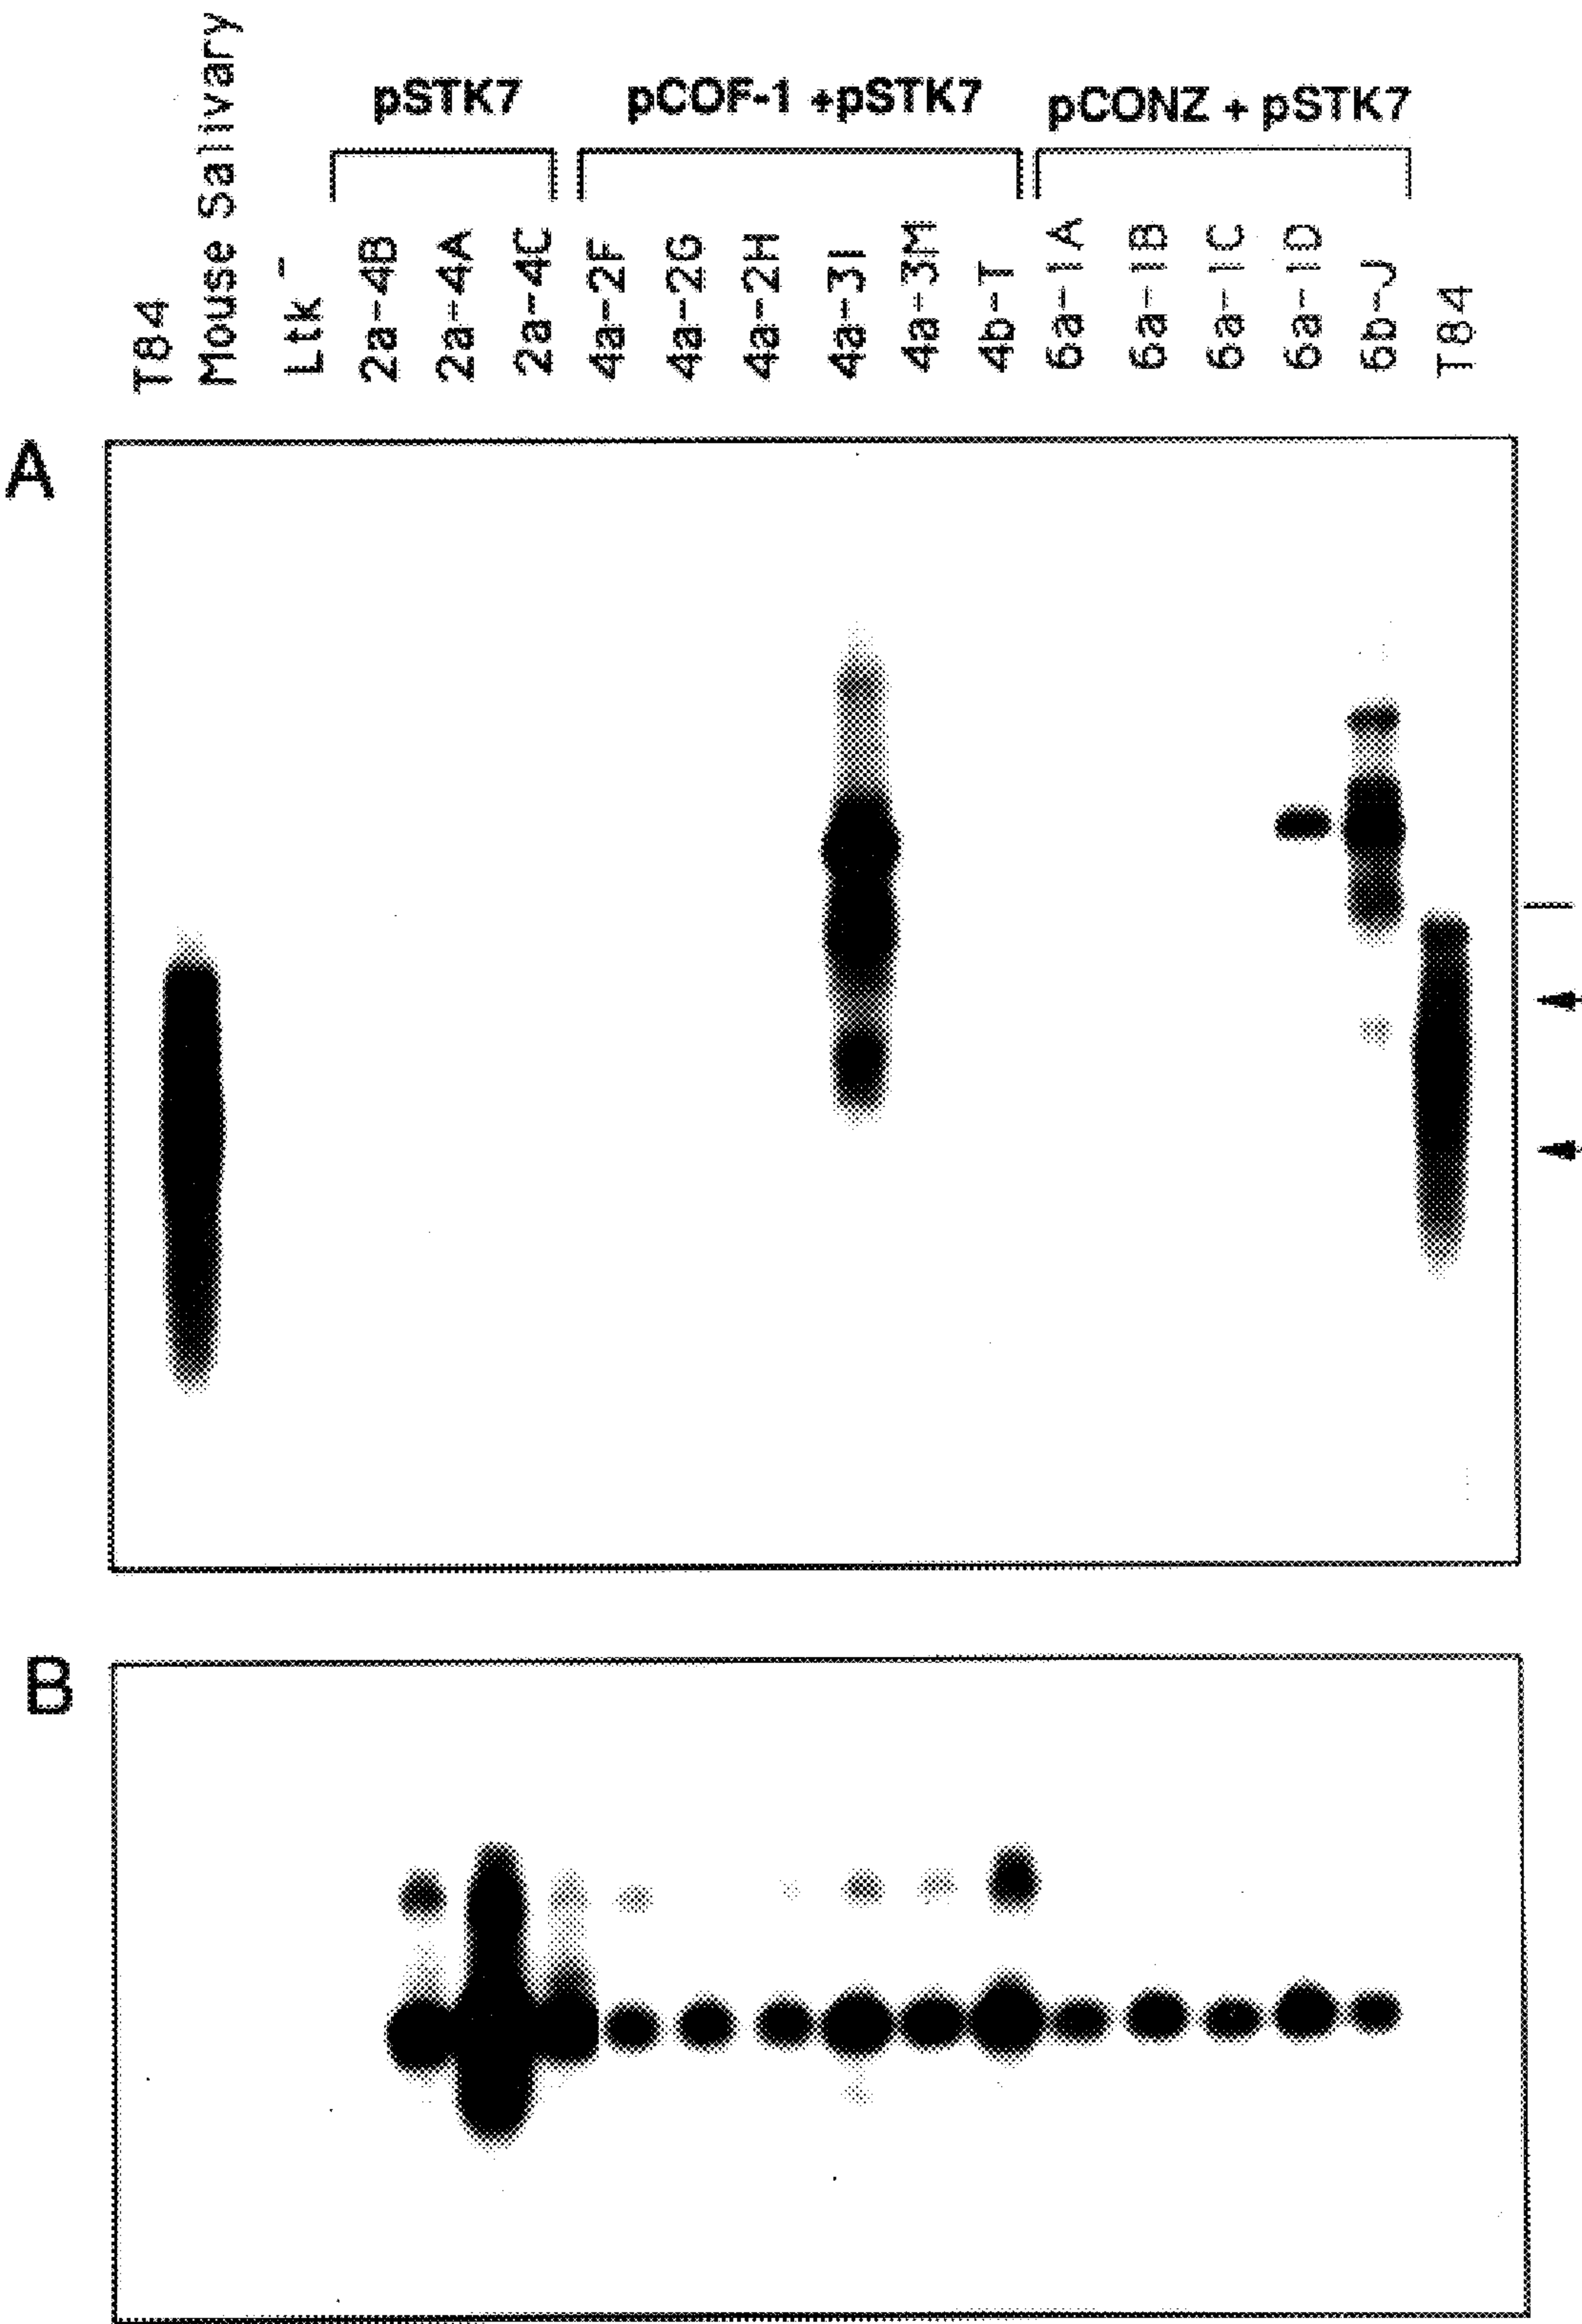 pSTK7 pCOF-1 +pSTK7 pCONZ + pSTK7
T84
Mouse Salivary
Ltk⁻
2a-4B
2a-4A
2a-4C
4a-2F
4a-2G
4a-2H
4a-3I
4a-3M
4b-T
6a-1A
6a-1B
6a-1C
6a-1D
6b-J
T84
A
B